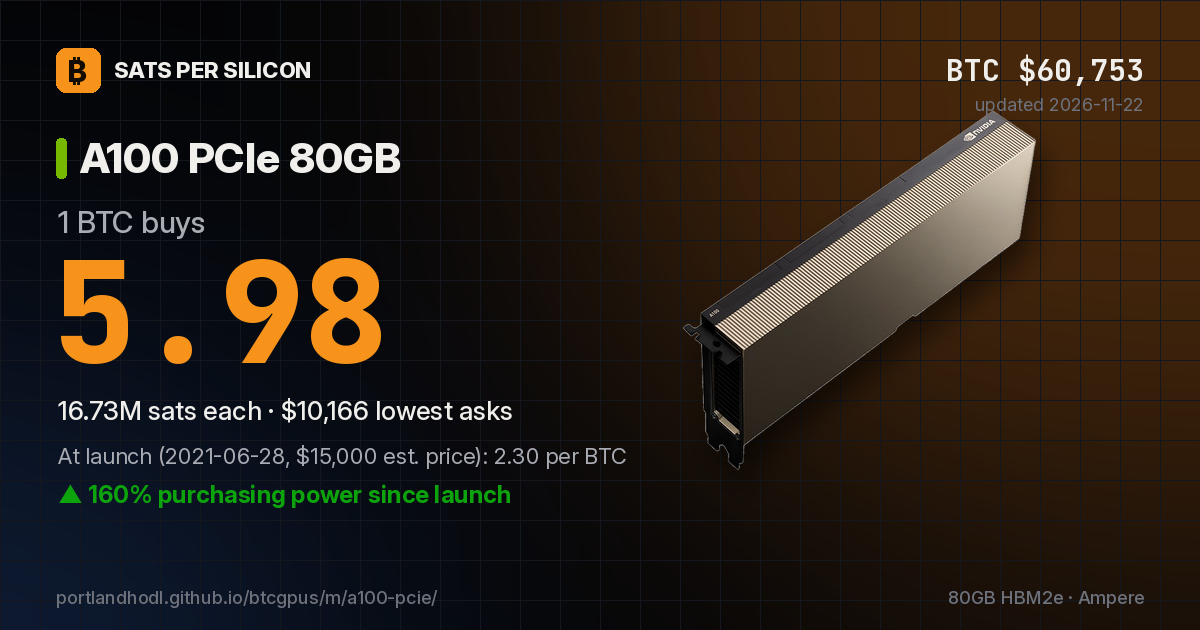 SATS PER SILICON
BTC $60,753
updated 2026-11-22
A100 PCIe 80GB
1 BTC buys
5.98
16.73M sats each · $10,166 lowest asks
At launch (2021-06-28, $15,000 est. price): 2.30 per BTC
▲ 160% purchasing power since launch
NVIDIA
A100
portlandhodl.github.io/btcgpus/m/a100-pcie/
80GB HBM2e · Ampere